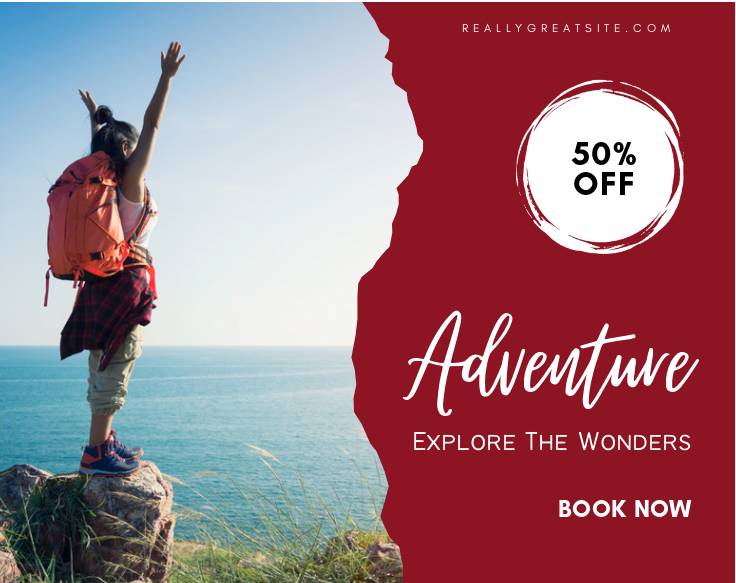 REALLYGREATSITE.COM
50%
OFF
Adventure
EXPLORE THE WONDERS
BOOK NOW